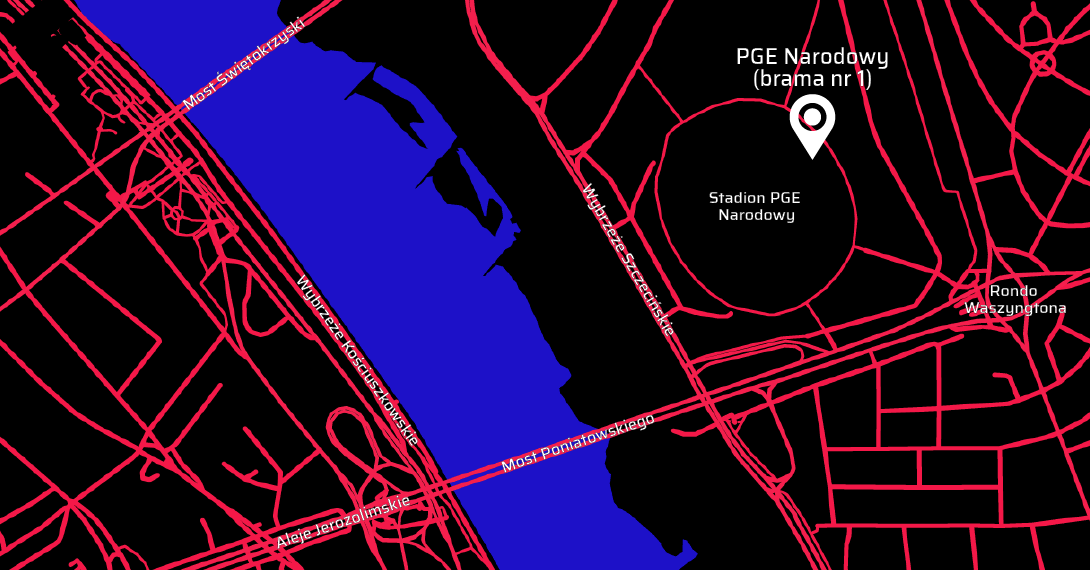 Most Świętokrzyski
PGE Narodowy
(brama nr 1)
Stadion PGE
Narodowy
Wybrzeże Szczecińskie
Wybrzeże Kościuszkowskie
Rondo
Waszyngtona
Most Poniatowskiego
Aleje Jerozolimskie